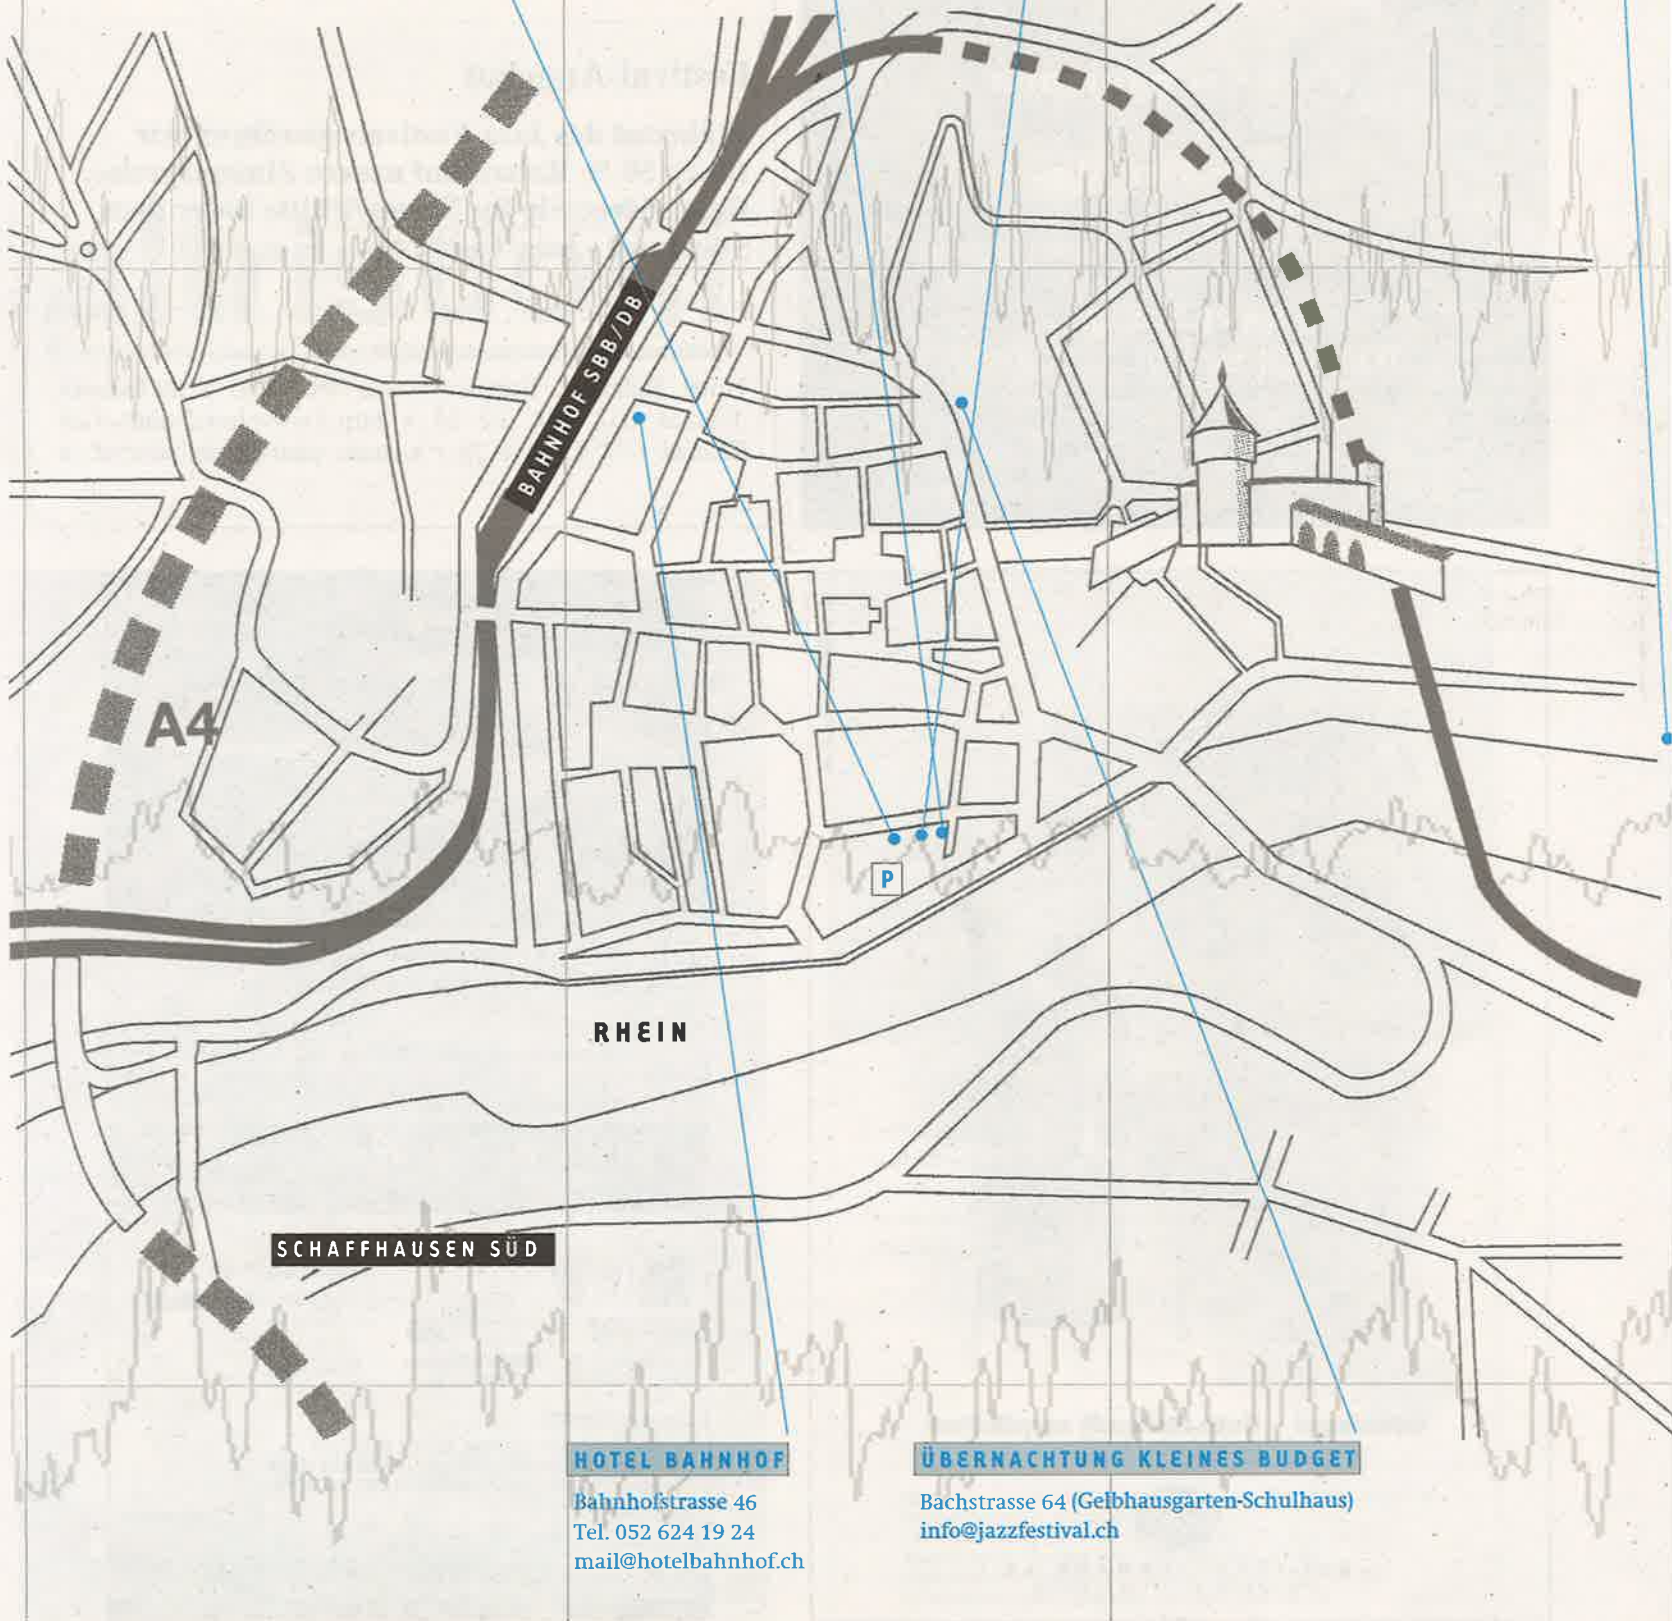 BAHNHOF SBB/DB
A4
P
RHEIN
SCHAFFHAUSEN SÜD
HOTEL BAHNHOF
Bahnhofstrasse 46
Tel. 052 624 19 24
mail@hotelbahnhof.ch
ÜBERNACHTUNG KLEINES BUDGET
Bachstrasse 64 (Gelbhausgarten-Schulhaus)
info@jazzfestival.ch